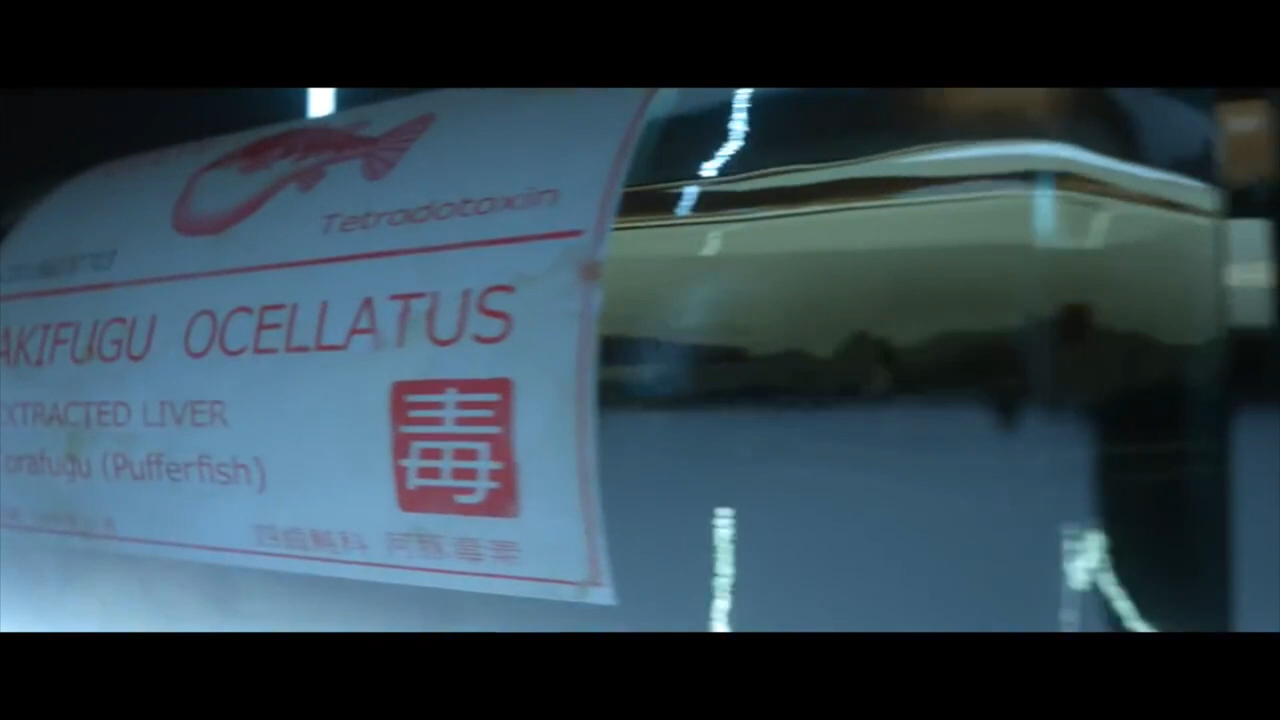 Tetrodotoxin
AKIFUGU OCELLATUS
EXTRACTED LIVER
orafugu (Pufferfish)
毒